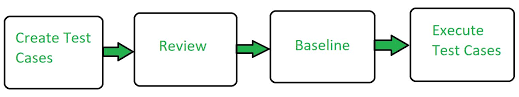 Create Test
Cases
Review
Baseline
Execute
Test Cases